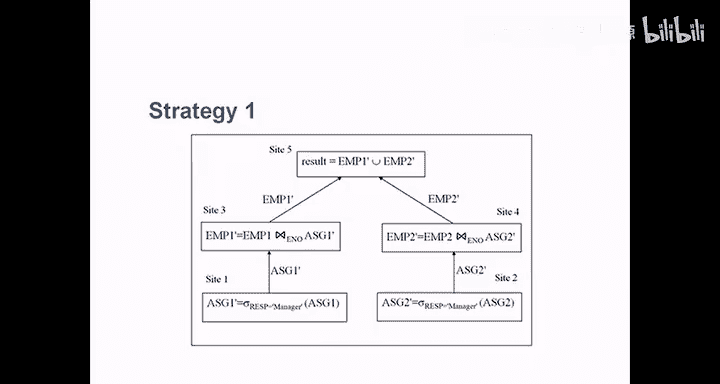 bilibili
Strategy 1
Site 5
result = EMP1' ∪ EMP2'
EMP1'
EMP2'
Site 3
Site 4
EMP1'=EMP1 ⋈ENO ASG1'
EMP2'=EMP2 ⋈ENO ASG2'
ASG1'
ASG2'
Site 1
Site 2
ASG1'=σRESP='Manager'(ASG1)
ASG2'=σRESP='Manager'(ASG2)